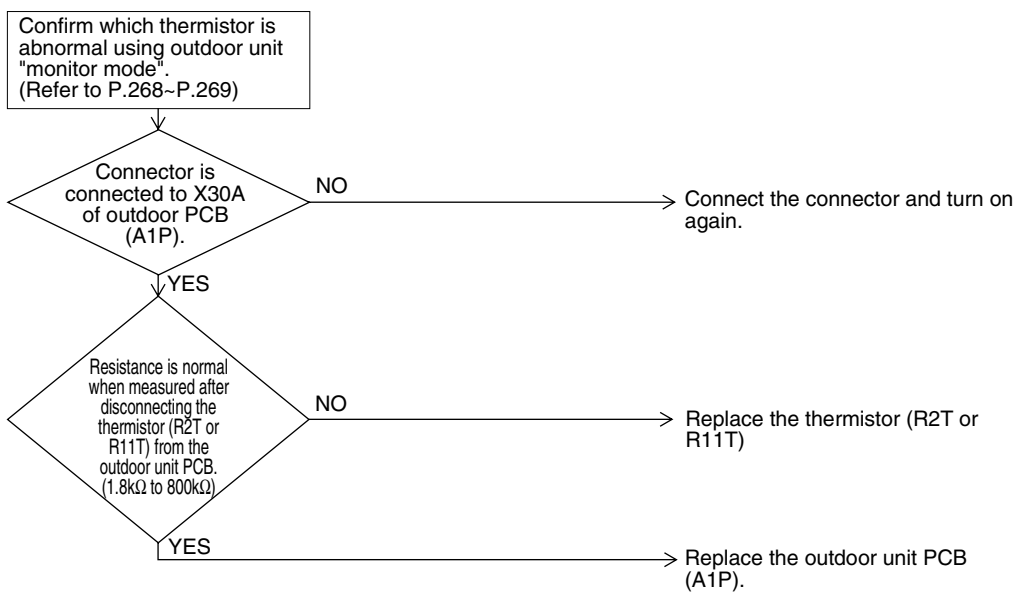 Confirm which thermistor is
abnormal using outdoor unit
"monitor mode".
(Refer to P.268~P.269)
Connector is
connected to X30A
of outdoor PCB
(A1P).
NO
Connect the connector and turn on
again.
YES
Resistance is normal
when measured after
disconnecting the
thermistor (R2T or
R11T) from the
outdoor unit PCB.
(1.8kΩ to 800kΩ)
NO
Replace the thermistor (R2T or
R11T)
YES
Replace the outdoor unit PCB
(A1P).